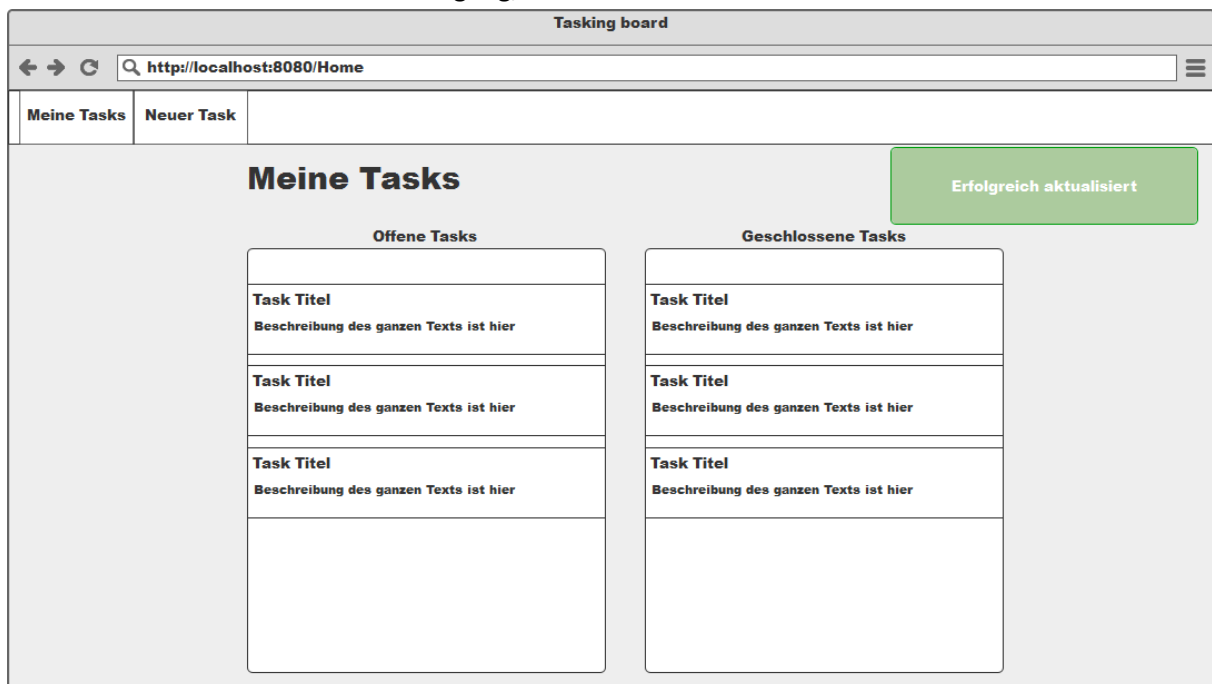 Tasking board
http://localhost:8080/Home
Meine Tasks
Neuer Task
Meine Tasks
Erfolgreich aktualisiert
Offene Tasks
Task Titel
Beschreibung des ganzen Texts ist hier
Task Titel
Beschreibung des ganzen Texts ist hier
Task Titel
Beschreibung des ganzen Texts ist hier
Geschlossene Tasks
Task Titel
Beschreibung des ganzen Texts ist hier
Task Titel
Beschreibung des ganzen Texts ist hier
Task Titel
Beschreibung des ganzen Texts ist hier